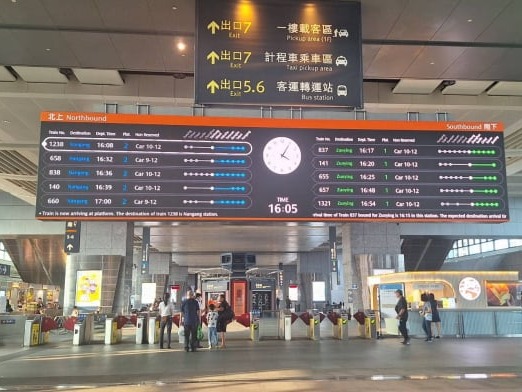 出口7 一樓載客區
Exit Pickup area (1F)
出口7 計程車乘車區
Exit Taxi pickup area
出口5.6 客運轉運站
Exit Bus station
北上 Northbound
Southbound 南下
Train No. Destination Dept. Time Plat. Non Reserved
1238 Nangang 16:08 2 Car 10-12
658 Nangang 16:32 2 Car 9-12
838 Nangang 16:36 2 Car 10-12
140 Nangang 16:39 2 Car 10-12
660 Nangang 17:00 2 Car 9-12
TIME
16:05
Train No. Destination Dept. Time Plat. Non Reserved
837 Zuoying 16:17 1 Car 10-12
141 Zuoying 16:20 1 Car 10-12
655 Zuoying 16:25 1 Car 10-12
657 Zuoying 16:48 1 Car 10-12
1321 Zuoying 16:54 1 Car 10-12
Train is now arriving at platform. The destination of train 1238 is Nangang station.
rival time of Train 837 bound for Zuoying is 16:15 in this station. The expected destination arrival ti